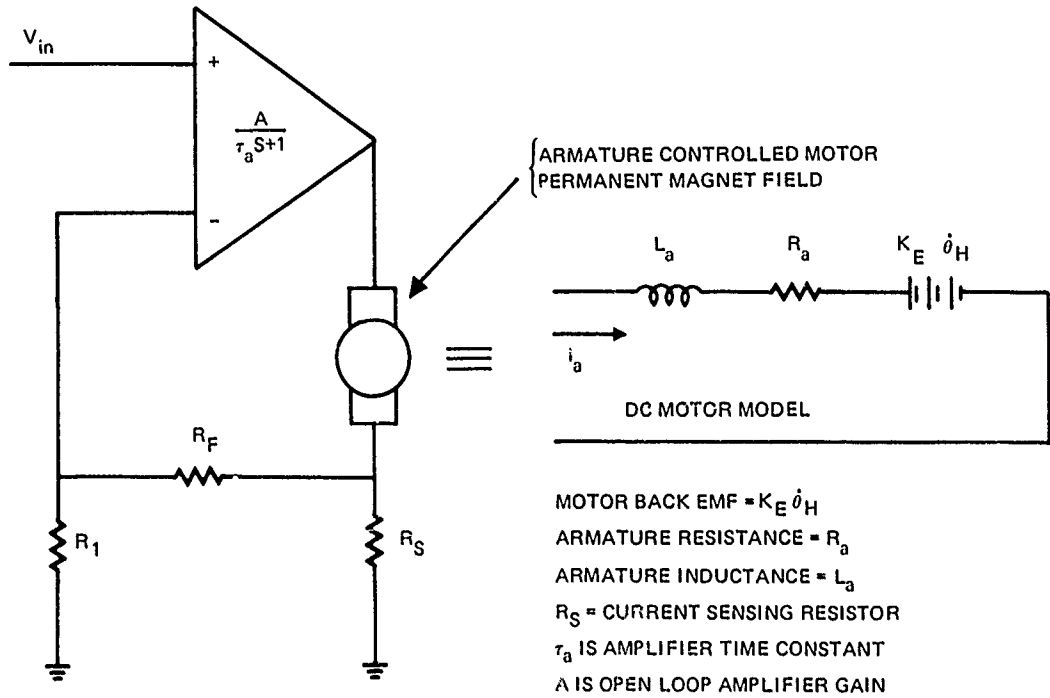 V_in
+
A
τ_a S+1
−
ARMATURE CONTROLLED MOTOR
PERMANENT MAGNET FIELD
L_a
R_a
K_E θ̇_H
i_a
DC MOTOR MODEL
R_F
R_1
R_S
MOTOR BACK EMF = K_E θ̇_H
ARMATURE RESISTANCE = R_a
ARMATURE INDUCTANCE = L_a
R_S = CURRENT SENSING RESISTOR
τ_a IS AMPLIFIER TIME CONSTANT
A IS OPEN LOOP AMPLIFIER GAIN